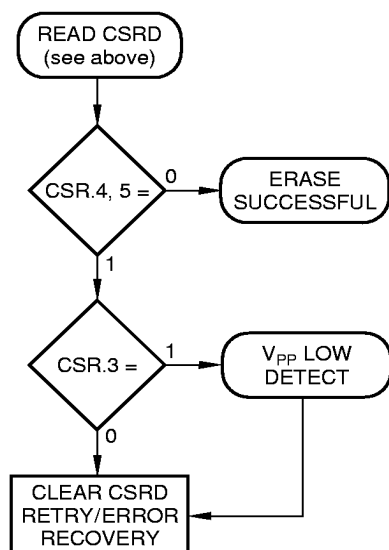 READ CSRD
(see above)
CSR.4, 5 =
0
ERASE
SUCCESSFUL
1
CSR.3 =
1
VPP LOW
DETECT
0
CLEAR CSRD
RETRY/ERROR
RECOVERY